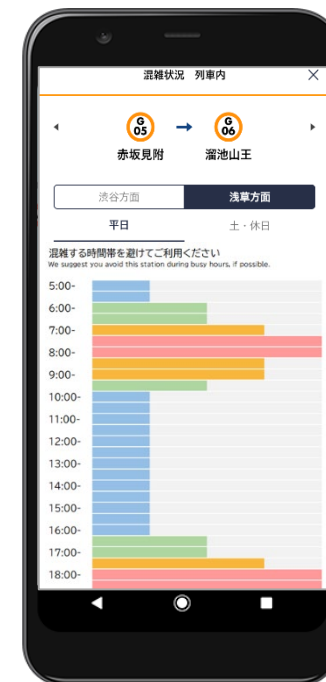 混雑状況 列車内 ×
G 05 → G 06
赤坂見附 溜池山王
渋谷方面 浅草方面
平日 土・休日
混雑する時間帯を避けてご利用ください
We suggest you avoid this station during busy hours, if possible.
5:00-
6:00-
7:00-
8:00-
9:00-
10:00-
11:00-
12:00-
13:00-
14:00-
15:00-
16:00-
17:00-
18:00-